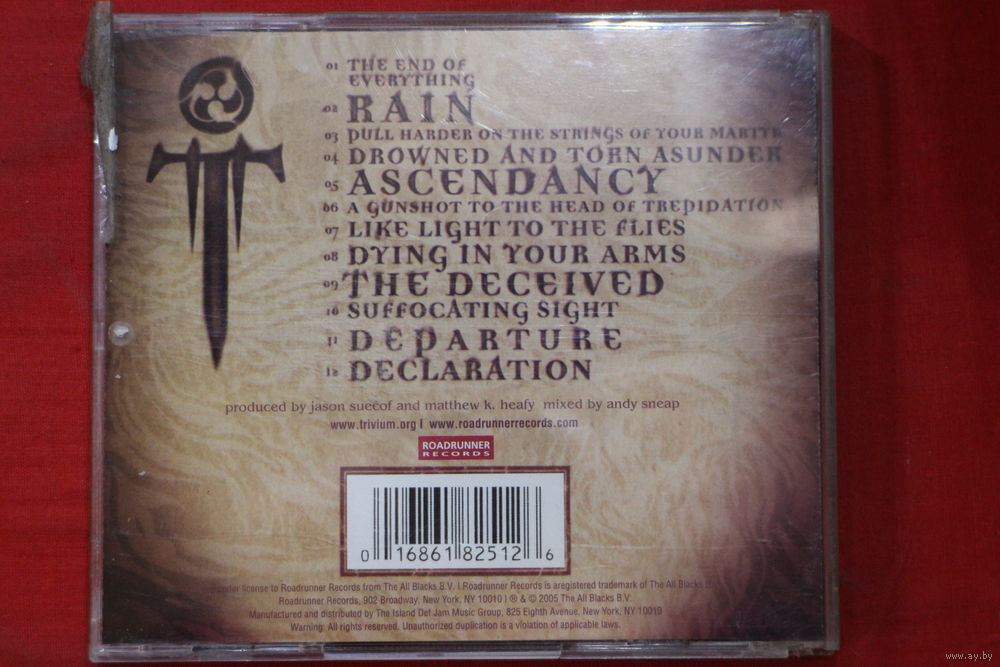 01 THE END OF
EVERYTHING
02 RAIN
03 PULL HARDER ON THE STRINGS OF YOUR MARTYR
04 DROWNED AND TORN ASUNDER
05 ASCENDANCY
06 A GUNSHOT TO THE HEAD OF TREPIDATION
07 LIKE LIGHT TO THE FLIES
08 DYING IN YOUR ARMS
09 THE DECEIVED
10 SUFFOCATING SIGHT
11 DEPARTURE
12 DECLARATION
produced by jason suecof and matthew k. heafy mixed by andy sneap
www.trivium.org | www.roadrunnerrecords.com
ROADRUNNER
RECORDS
0 16861 82512 6
under license to Roadrunner Records from The All Blacks B.V. | Roadrunner Records is aregistered trademark of The All Blacks
Roadrunner Records, 902 Broadway, New York, NY 10010 | ® & © 2005 The All Blacks B.V.
Manufactured and distributed by The Island Def Jam Music Group, 825 Eighth Avenue, New York, NY 10019
Warning: All rights reserved. Unauthorized duplication is a violation of applicable laws.
www.ay.by